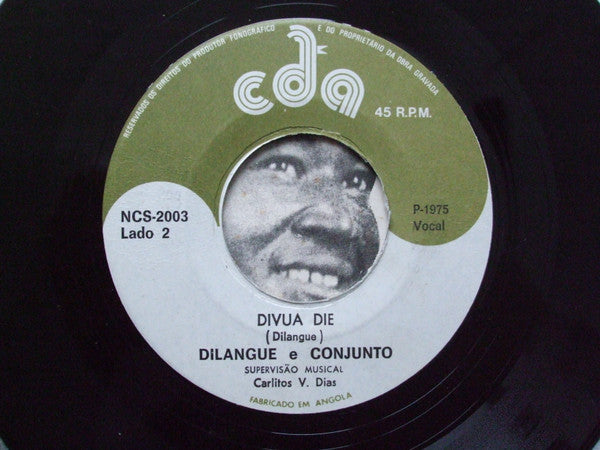 RESERVADOS OS DIREITOS DO PRODUTOR FONOGRÁFICO
E DO PROPRIETÁRIO DA OBRA GRAVADA
cda
45 R.P.M.
NCS-2003
Lado 2
P-1975
Vocal
DIVUA DIE
(Dilangue)
DILANGUE e CONJUNTO
SUPERVISÃO MUSICAL
Carlitos V. Dias
FABRICADO EM ANGOLA